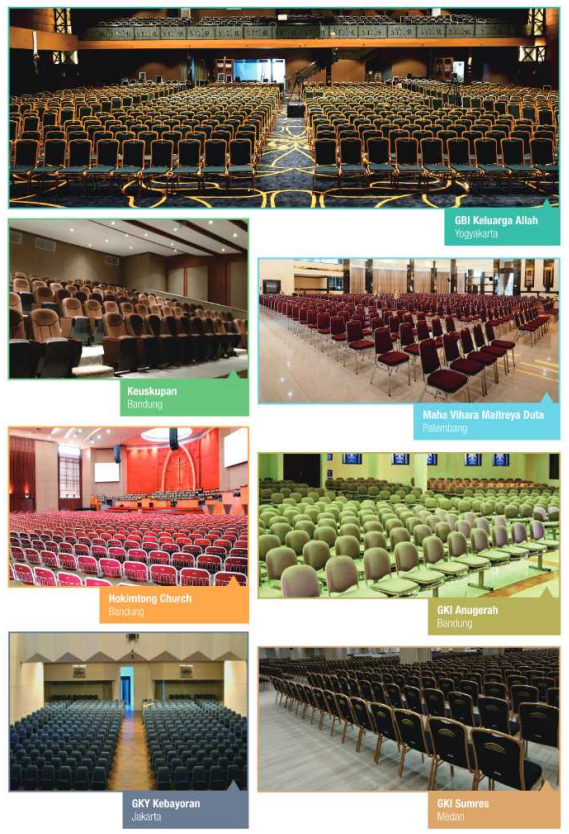 GBI Keluarga Allah
Yogyakarta
Keuskupan
Bandung
Maha Vihara Maitreya Duta
Palembang
Hokimtong Church
Bandung
GKI Anugerah
Bandung
GKY Kebayoran
Jakarta
GKI Sumres
Medan